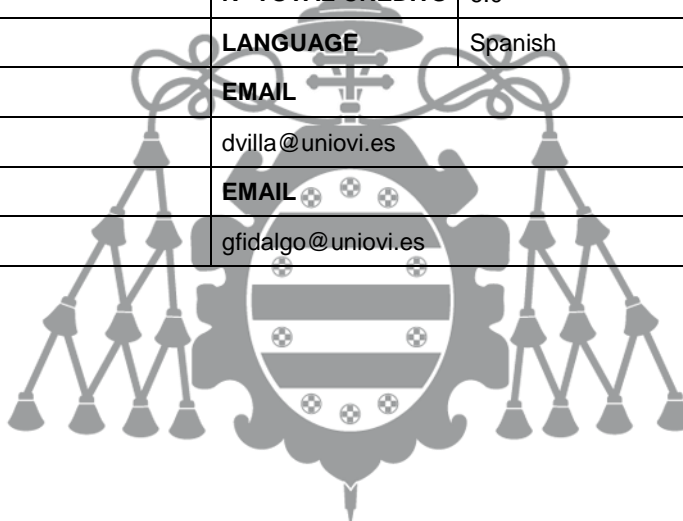 LANGUAGE Spanish
EMAIL
dvilla@uniovi.es
EMAIL
gfidalgo@uniovi.es